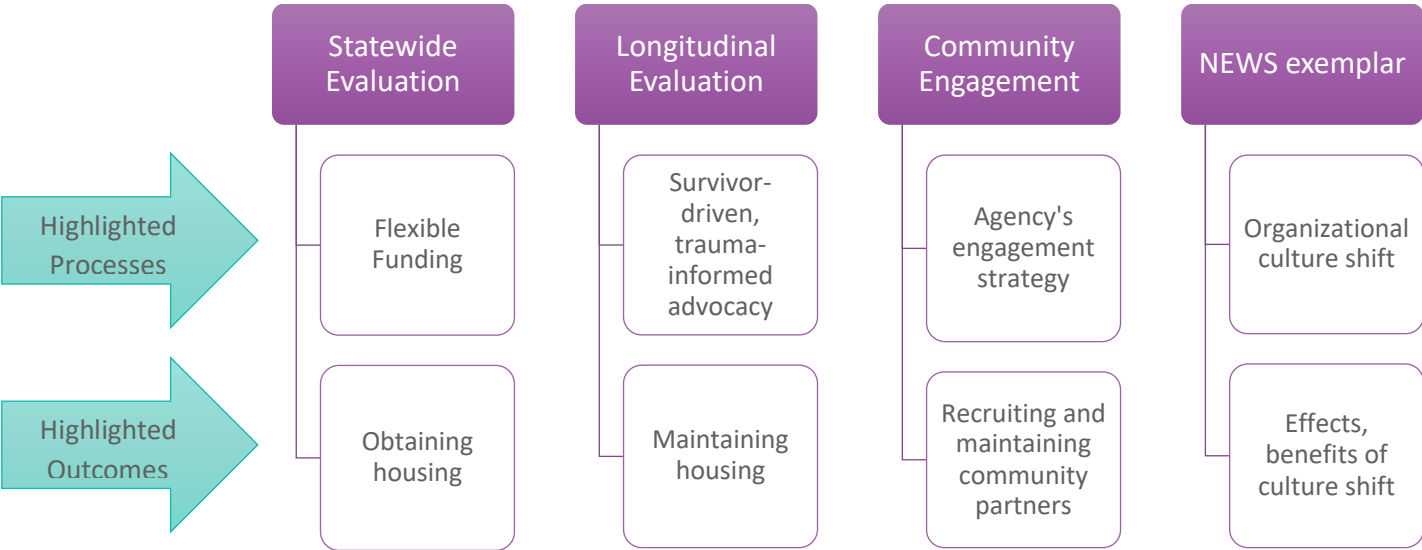 Statewide
Evaluation
Longitudinal
Evaluation
Community
Engagement
NEWS exemplar
Highlighted
Processes
Flexible
Funding
Survivor-
driven,
trauma-
informed
advocacy
Agency's
engagement
strategy
Organizational
culture shift
Highlighted
Outcomes
Obtaining
housing
Maintaining
housing
Recruiting and
maintaining
community
partners
Effects,
benefits of
culture shift